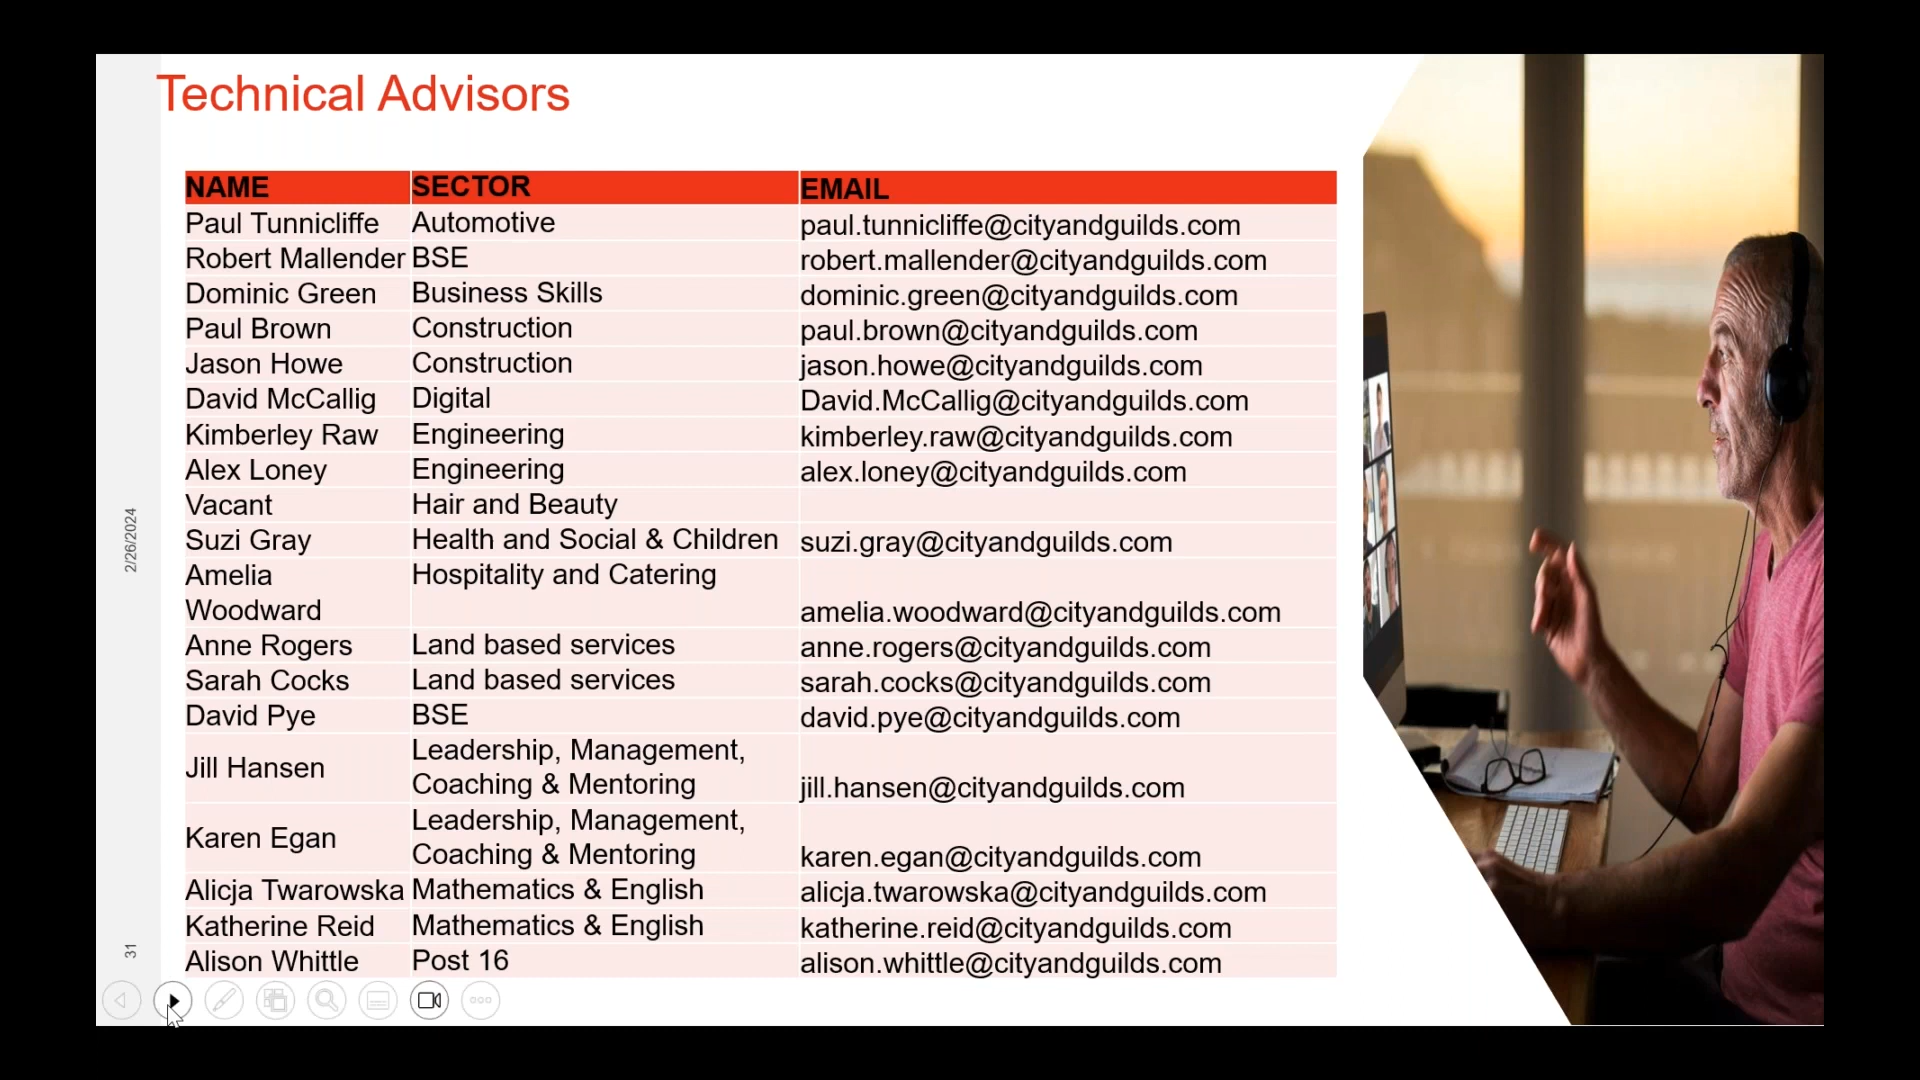 Technical Advisors
NAME SECTOR EMAIL
Paul Tunnicliffe Automotive paul.tunnicliffe@cityandguilds.com
Robert Mallender BSE robert.mallender@cityandguilds.com
Dominic Green Business Skills dominic.green@cityandguilds.com
Paul Brown Construction paul.brown@cityandguilds.com
Jason Howe Construction jason.howe@cityandguilds.com
David McCallig Digital David.McCallig@cityandguilds.com
Kimberley Raw Engineering kimberley.raw@cityandguilds.com
Alex Loney Engineering alex.loney@cityandguilds.com
Vacant Hair and Beauty
Suzi Gray Health and Social & Children suzi.gray@cityandguilds.com
Amelia Hospitality and Catering
Woodward amelia.woodward@cityandguilds.com
Anne Rogers Land based services anne.rogers@cityandguilds.com
Sarah Cocks Land based services sarah.cocks@cityandguilds.com
David Pye BSE david.pye@cityandguilds.com
Jill Hansen Leadership, Management,
Coaching & Mentoring jill.hansen@cityandguilds.com
Karen Egan Leadership, Management,
Coaching & Mentoring karen.egan@cityandguilds.com
Alicja Twarowska Mathematics & English alicja.twarowska@cityandguilds.com
Katherine Reid Mathematics & English katherine.reid@cityandguilds.com
Alison Whittle Post 16 alison.whittle@cityandguilds.com
2/26/2024
31